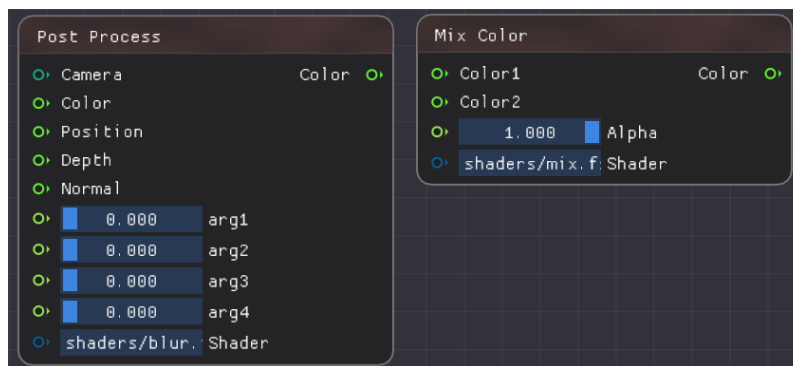 Post Process
Camera Color
Color
Position
Depth
Normal
0.000 arg1
0.000 arg2
0.000 arg3
0.000 arg4
shaders/blur. Shader
Mix Color
Color1 Color
Color2
1.000 Alpha
shaders/mix.f Shader